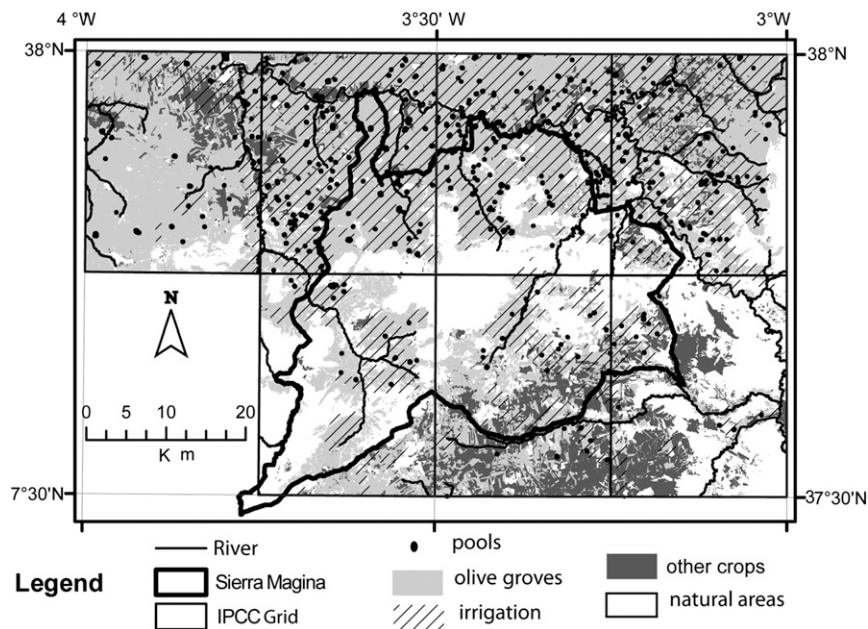 4 °W 3°30' W 3°W
38°N 38°N
N
0 5 10 20
K m
7°30'N 37°30'N
River pools other crops
Legend Sierra Magina olive groves natural areas
IPCC Grid irrigation